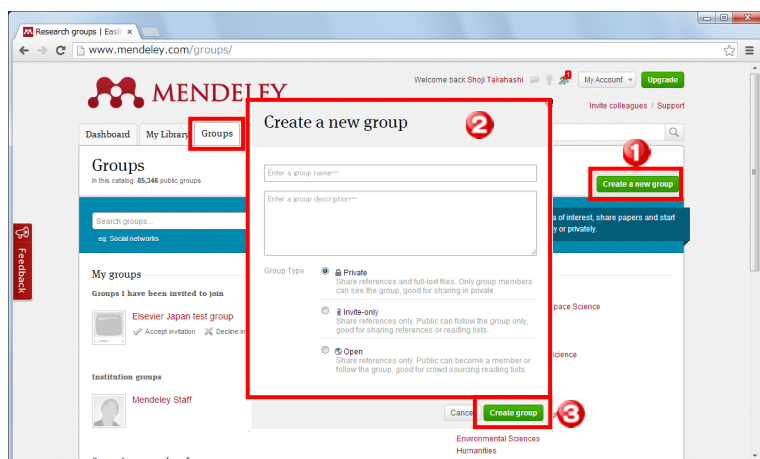 Research groups | Easi
www.mendeley.com/groups/
MENDELEY
Welcome back Shoji Takahashi
My Account
Upgrade
Invite colleagues / Support
Dashboard
My Library
Groups
Create a new group
2
1
Groups
In this catalog: 85,346 public groups
Create a new group
Enter a group name···
Enter a group description···
Search groups...
eg: Social networks
a of interest, share papers and start
y or privately.
Feedback
My groups
Groups I have been invited to join
Elsevier Japan test group
Accept invitation
Decline in
Group Type
Private
Share references and full-text files. Only group members
can see the group, good for sharing in private.
Invite-only
Share references only. Public can follow the group only,
good for sharing references or reading lists.
Open
Share references only. Public can become a member or
follow the group, good for crowd sourcing reading lists.
pace Science
cience
Institution groups
Mendeley Staff
Cance
Create group
3
Environmental Sciences
Humanities